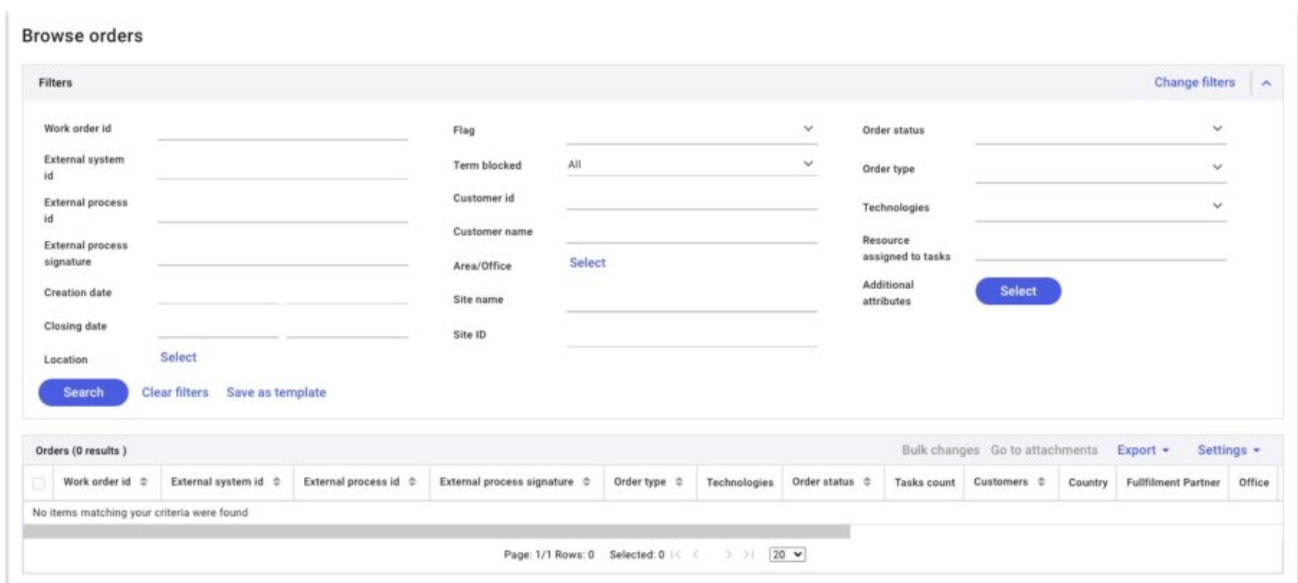 Browse orders
Filters
Change filters
Work order id
External system
id
External process
id
External process
signature
Creation date
Closing date
Location
Select
Flag
Term blocked
All
Customer id
Customer name
Area/Office
Select
Site name
Site ID
Order status
Order type
Technologies
Resource
assigned to tasks
Additional
attributes
Select
Search
Clear filters
Save as template
Orders (0 results )
Bulk changes
Go to attachments
Export
Settings
Work order id
External system id
External process id
External process signature
Order type
Technologies
Order status
Tasks count
Customers
Country
Fullfilment Partner
Office
No items matching your criteria were found
Page: 1/1 Rows: 0
Selected: 0
20